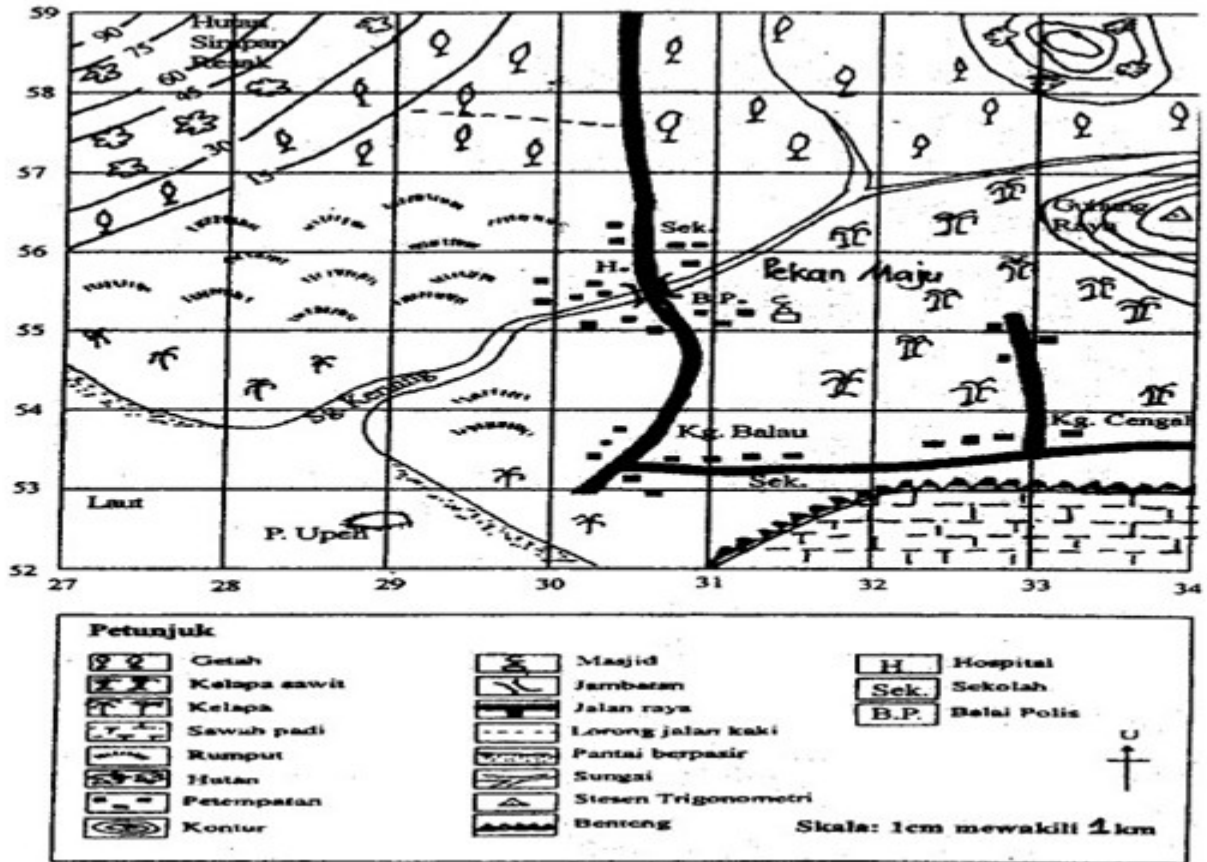 59
90
75
60
45
30
15
Hutan
Simpan
Resak
58
57
56
Sek.
Gunung
Raya
H.
Pekan Maju
B.P.
55
Sg Kenung
54
Kg. Balau
Kg. Cengal
53
Sek.
Laut
P. Upeh
52
27
28
29
30
31
32
33
34
Petunjuk
Getah
Kelapa sawit
Kelapa
Sawah padi
Rumput
Hutan
Petempatan
Kontur
Masjid
Jambatan
Jalan raya
Lorong jalan kaki
Pantai berpasir
Sungai
Stesen Trigonometri
Benteng
H Hospital
Sek. Sekolah
B.P. Balai Polis
U
Skala: 1cm mewakili 1 km